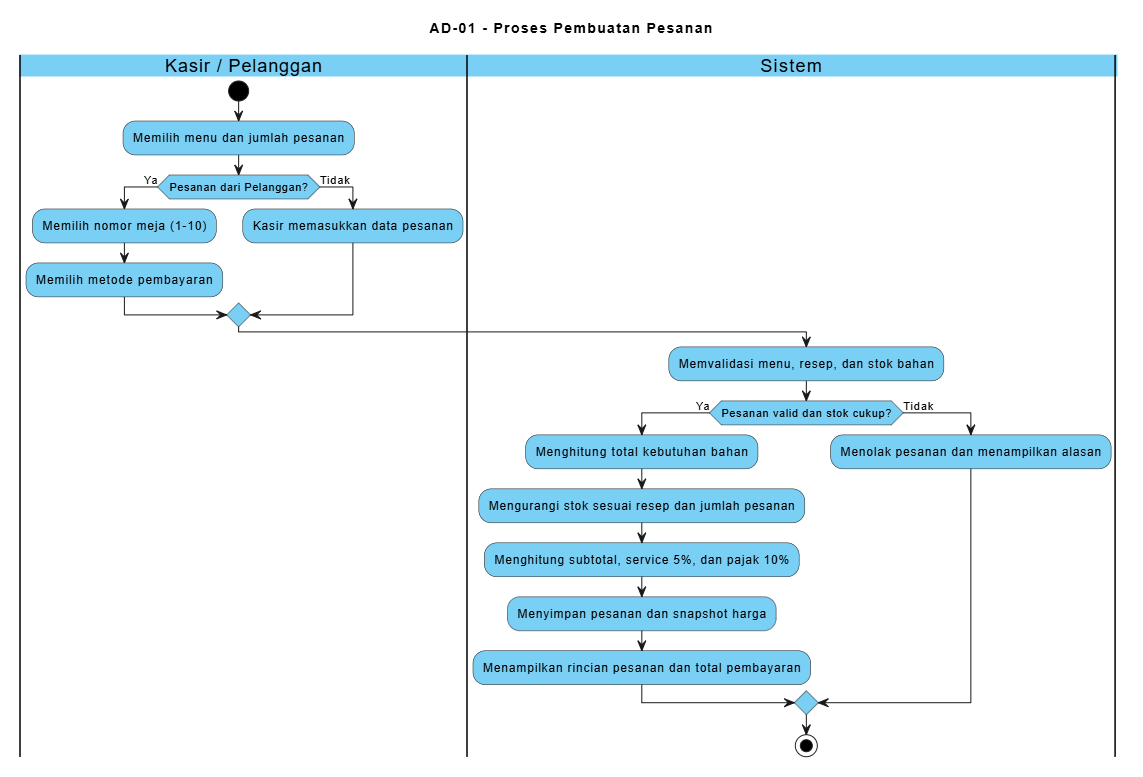 AD-01 - Proses Pembuatan Pesanan
Kasir / Pelanggan
Sistem
Memilih menu dan jumlah pesanan
Ya
Pesanan dari Pelanggan?
Tidak
Memilih nomor meja (1-10)
Kasir memasukkan data pesanan
Memilih metode pembayaran
Memvalidasi menu, resep, dan stok bahan
Ya
Pesanan valid dan stok cukup?
Tidak
Menghitung total kebutuhan bahan
Menolak pesanan dan menampilkan alasan
Mengurangi stok sesuai resep dan jumlah pesanan
Menghitung subtotal, service 5%, dan pajak 10%
Menyimpan pesanan dan snapshot harga
Menampilkan rincian pesanan dan total pembayaran